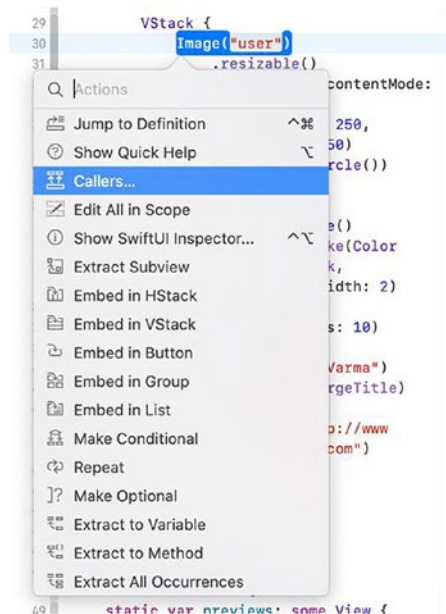 29 VStack {
30 Image("user")
31 .resizable()
contentMode:
Actions
Jump to Definition ^⌘
250,
Show Quick Help ⌥
50)
Callers...
rcle())
Edit All in Scope
Show SwiftUI Inspector... ^⌥
e()
ke(Color
Extract Subview
k,
Embed in HStack
idth: 2)
Embed in VStack
s: 10)
Embed in Button
Embed in Group
Varma")
rgeTitle)
Embed in List
Make Conditional
p://www
com")
Repeat
Make Optional
Extract to Variable
Extract to Method
Extract All Occurrences
49 static var previews: some View {